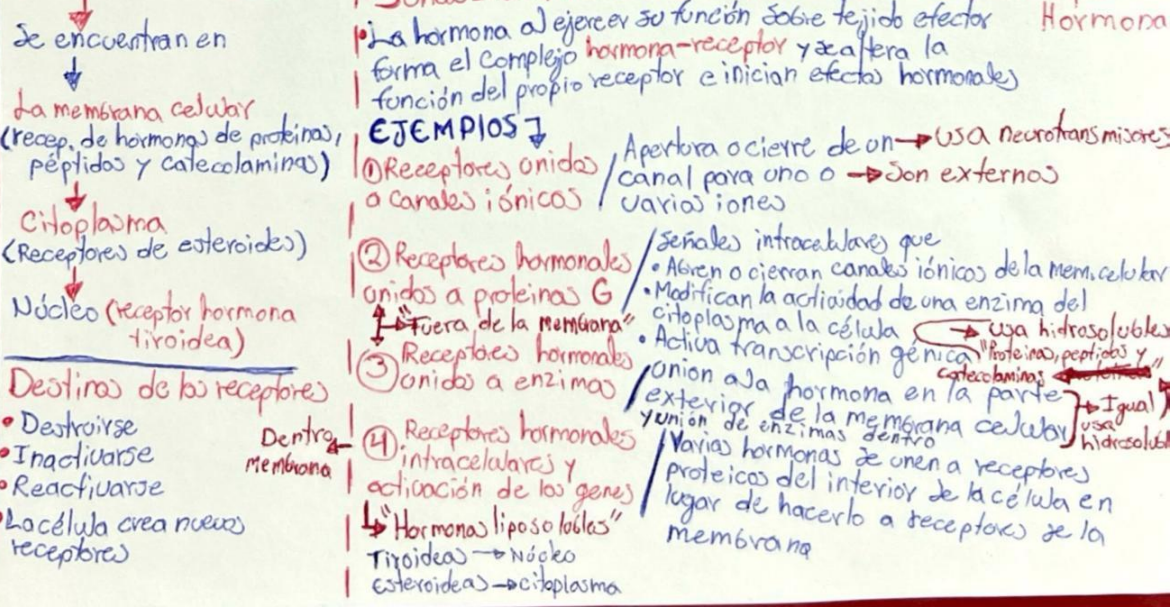 Se encuentran en
La membrana celular
(recep. de hormonas de proteínas,
péptidos y catecolaminas)
Citoplasma
(Receptores de esteroides)
Núcleo (receptor hormona
tiroidea)
Destinos de los receptores
• Destruirse
• Inactivarse
• Reactivarse
• La célula crea nuevos
receptores
Hormona
• La hormona al ejercer su función sobre tejido efector
forma el complejo hormona-receptor y se altera la
función del propio receptor e inician efectos hormonales
EJEMPlOS
① Receptores unidos
a canales iónicos
Apertura o cierre de un → usa neurotransmisores
canal para uno o → Son externos
varios iones
② Receptores hormonales
unidos a proteinas G
"Fuera de la membrana"
Señales intracelulares que
• Abren o cierran canales iónicos de la mem. celular
• Modifican la actividad de una enzima del
citoplasma a la célula
• Activa transcripción génica
→ usa hidrosolubles
"Proteinas, peptidos y
catecolaminas"
③ Receptores hormonales
unidos a enzimas
Union a la hormona en la parte
exterior de la membrana celular
y unión de enzimas dentro
→ Igual
usa
Dentro
membrana
④ Receptores hormonales
intracelulares y
activación de los genes
"Hormonas liposolubles"
Tiroideas → Núcleo
Esteroideas → citoplasma
Varias hormonas se unen a receptores
proteicos del interior de la célula en
lugar de hacerlo a receptores de la
membrana